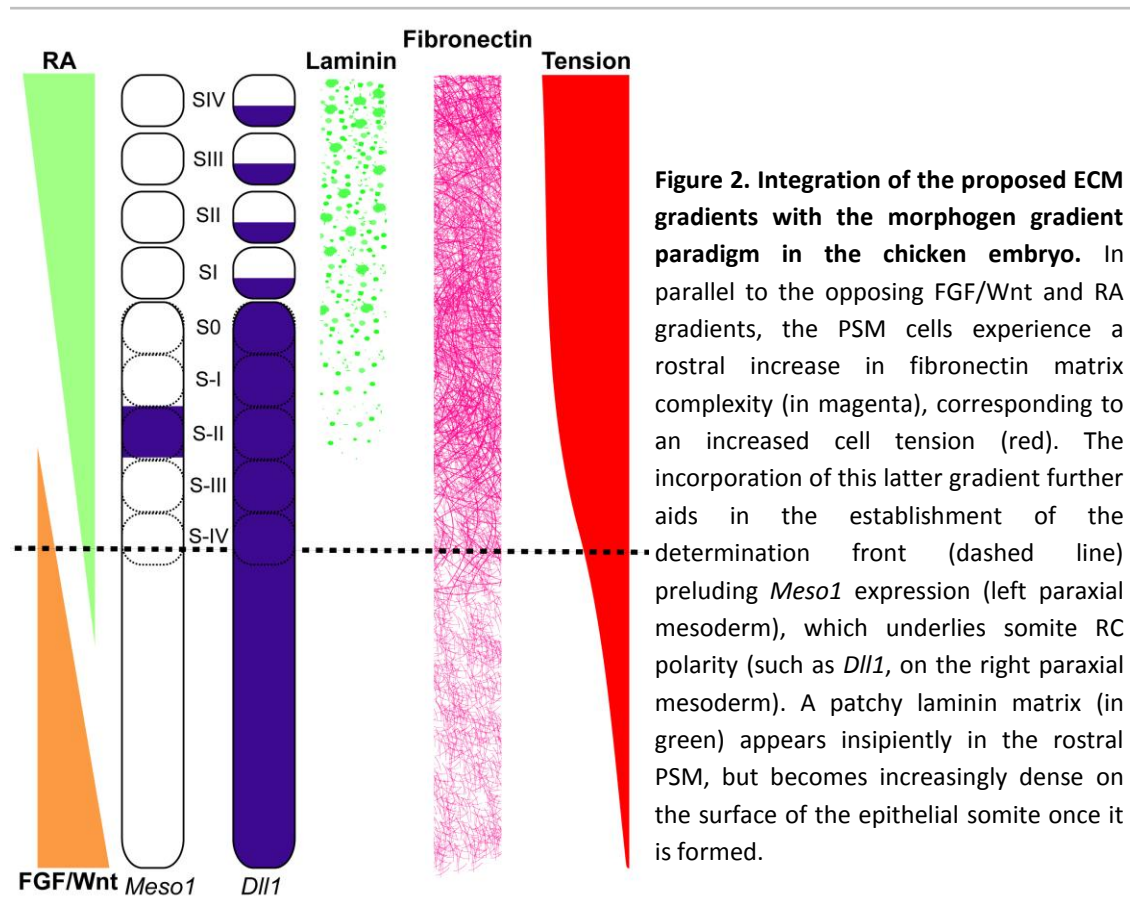 Fibronectin
RA
Laminin
Tension
SIV
SIII
SII
SI
S0
S-I
S-II
S-III
S-IV
FGF/Wnt
Meso1
Dll1
Figure 2. Integration of the proposed ECM
gradients with the morphogen gradient
paradigm in the chicken embryo. In
parallel to the opposing FGF/Wnt and RA
gradients, the PSM cells experience a
rostral increase in fibronectin matrix
complexity (in magenta), corresponding to
an increased cell tension (red). The
incorporation of this latter gradient further
aids in the establishment of the
determination front (dashed line)
preluding Meso1 expression (left paraxial
mesoderm), which underlies somite RC
polarity (such as Dll1, on the right paraxial
mesoderm). A patchy laminin matrix (in
green) appears insipiently in the rostral
PSM, but becomes increasingly dense on
the surface of the epithelial somite once it
is formed.